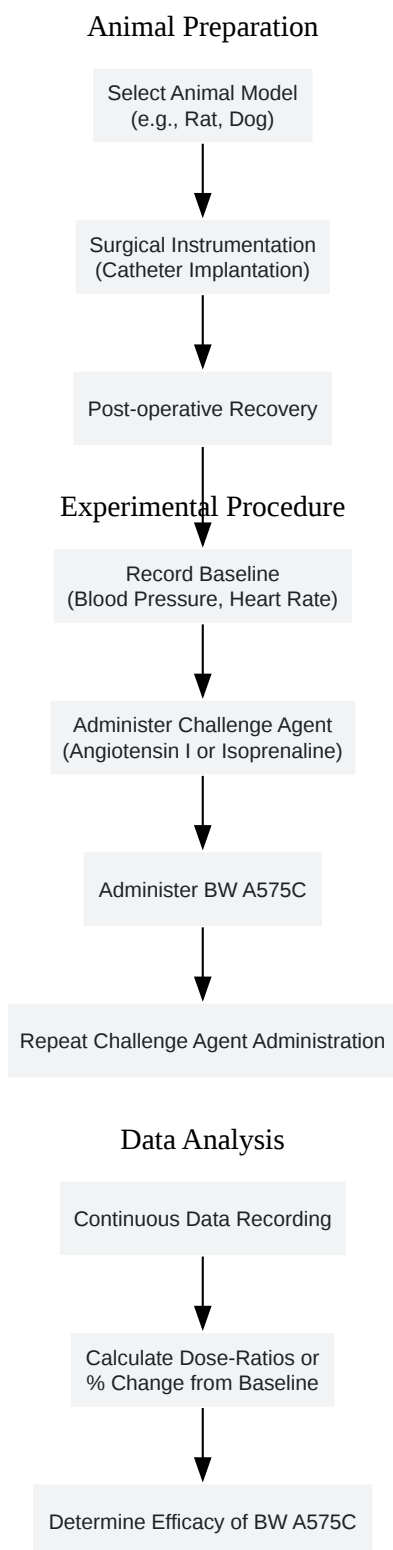 Animal Preparation
Select Animal Model
(e.g., Rat, Dog)
Surgical Instrumentation
(Catheter Implantation)
Post-operative Recovery
Experimental Procedure
Record Baseline
(Blood Pressure, Heart Rate)
Administer Challenge Agent
(Angiotensin I or Isoprenaline)
Administer BW A575C
Repeat Challenge Agent Administration
Data Analysis
Continuous Data Recording
Calculate Dose-Ratios or
% Change from Baseline
Determine Efficacy of BW A575C